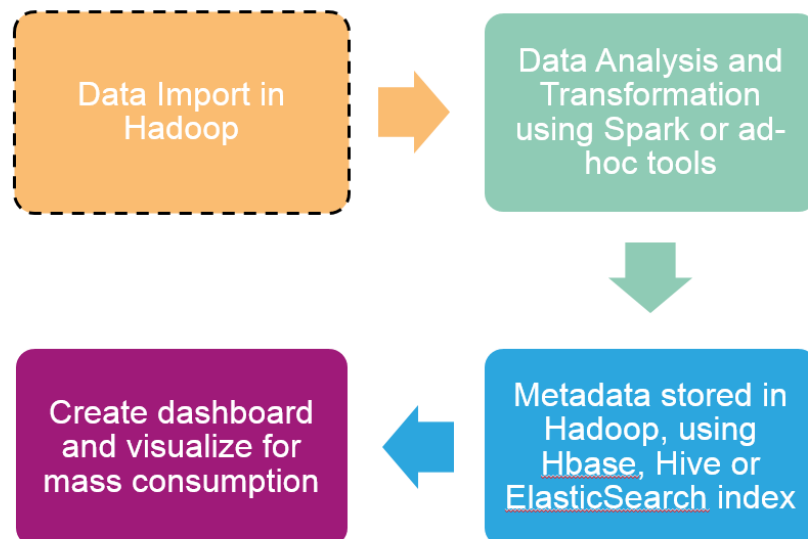 Data Import in
Hadoop
Data Analysis and
Transformation
using Spark or ad-
hoc tools
Create dashboard
and visualize for
mass consumption
Metadata stored in
Hadoop, using
Hbase, Hive or
ElasticSearch index